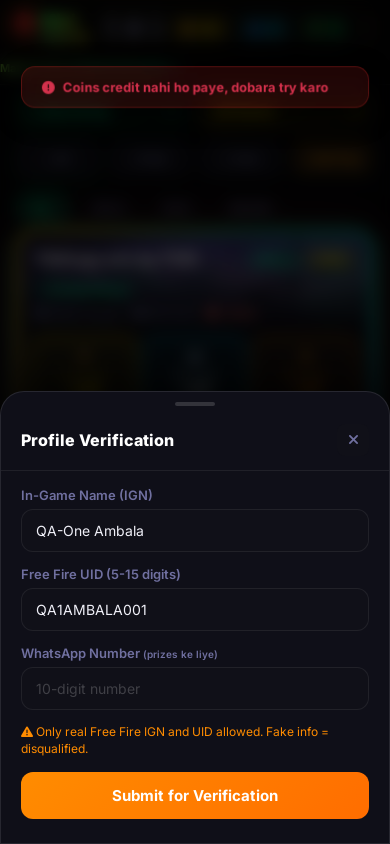 Coins credit nahi ho paye, dobara try karo
Profile Verification
In-Game Name (IGN)
QA-One Ambala
Free Fire UID (5-15 digits)
QA1AMBALA001
WhatsApp Number (prizes ke liye)
10-digit number
Only real Free Fire IGN and UID allowed. Fake info =
disqualified.
Submit for Verification